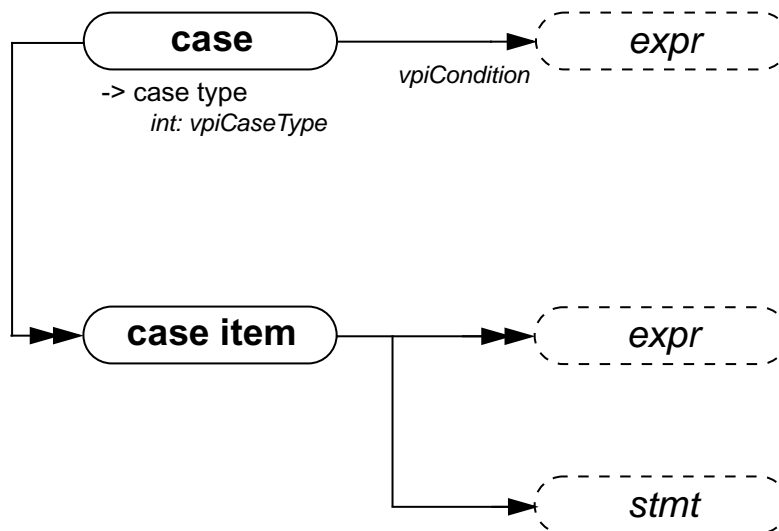 case
expr
vpiCondition
-> case type
int: vpiCaseType
case item
expr
stmt